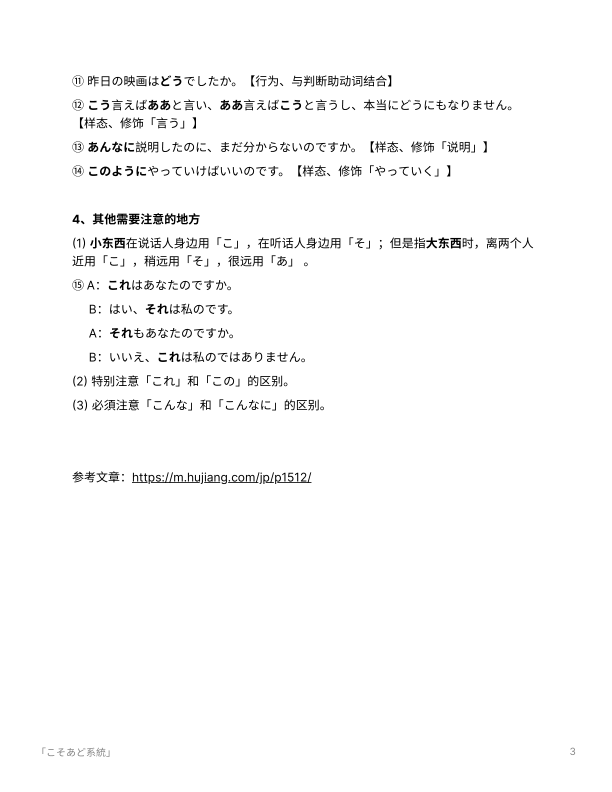 ⑪ 昨日の映画はどうでしたか。【行为、与判断助动词结合】
⑫ こう言えばああと言い、ああ言えばこうと言うし、本当にどうにもなりません。
【样态、修饰「言う」】
⑬ あんなに説明したのに、まだ分からないのですか。【样态、修饰「说明」】
⑭ このようにやっていけばいいのです。【样态、修饰「やっていく」】
4、其他需要注意的地方
(1) 小东西在说话人身边用「こ」，在听话人身边用「そ」；但是指大东西时，离两个人
近用「こ」，稍远用「そ」，很远用「あ」 。
⑮ A：これはあなたのですか。
B：はい、それは私のです。
A：それもあなたのですか。
B：いいえ、これは私のではありません。
(2) 特别注意「これ」和「この」的区别。
(3) 必須注意「こんな」和「こんなに」的区别。
参考文章：https://m.hujiang.com/jp/p1512/
「こそあど系統」 3